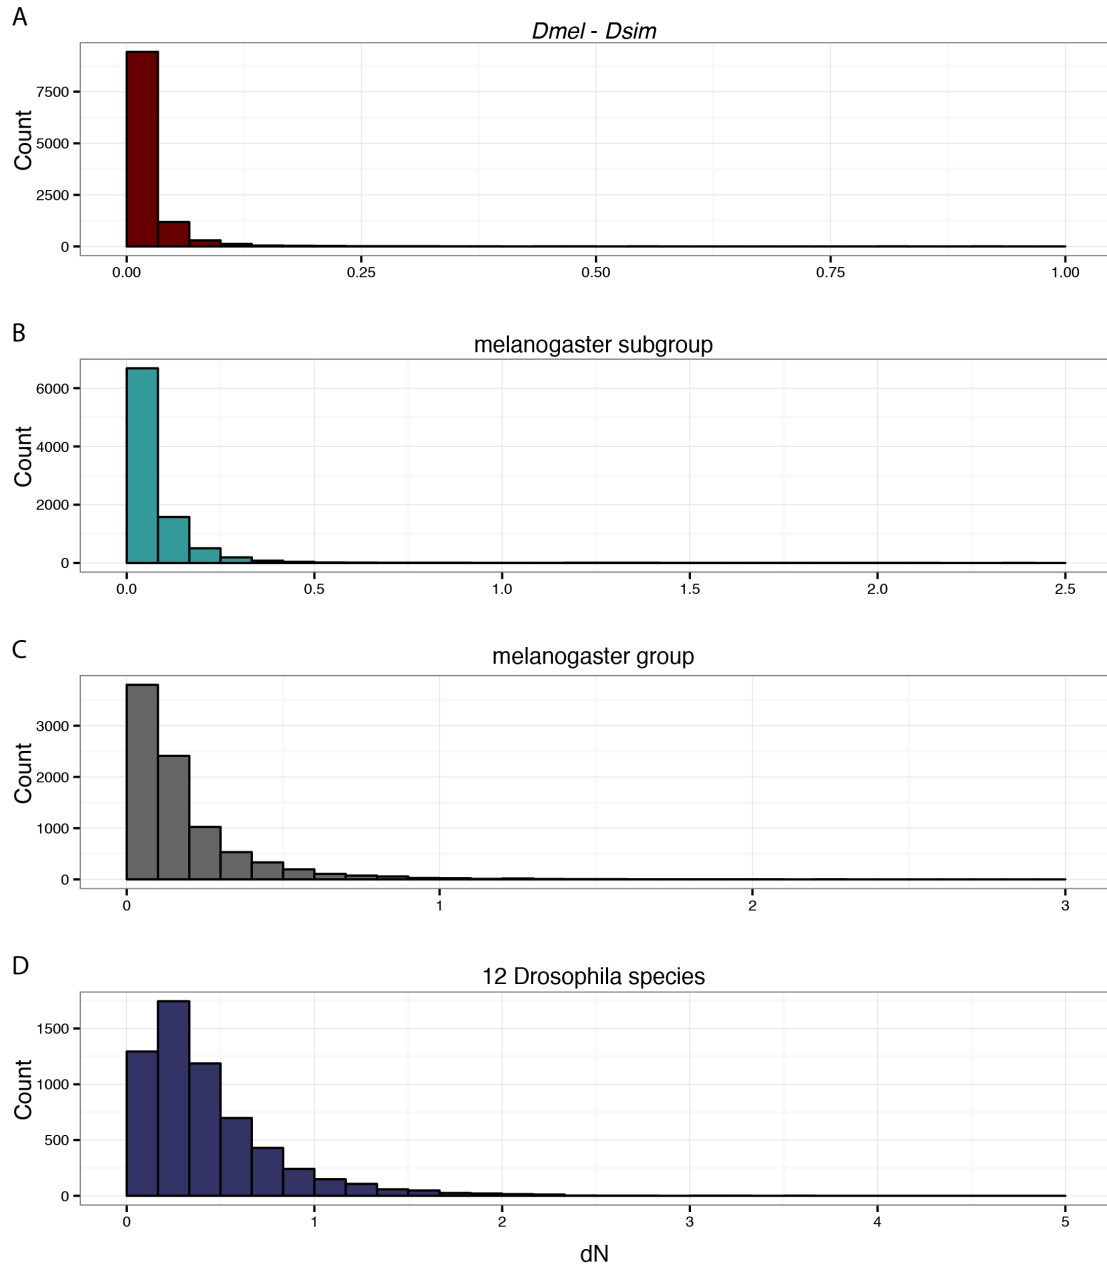 A
Dmel - Dsim
Count
7500
5000
2500
0
0.00 0.25 0.50 0.75 1.00
B
melanogaster subgroup
Count
6000
4000
2000
0
0.0 0.5 1.0 1.5 2.0 2.5
C
melanogaster group
Count
3000
2000
1000
0
0 1 2 3
D
12 Drosophila species
Count
1500
1000
500
0
0 1 2 3 4 5
dN